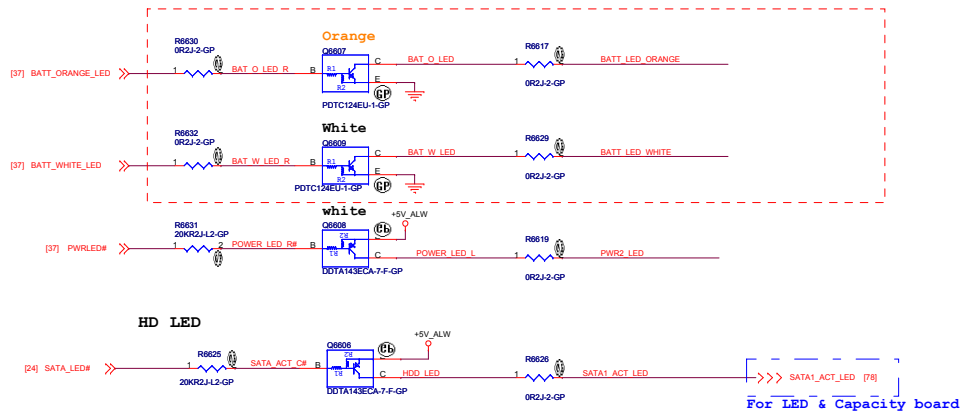 Orange
R6630
0R2J-2-GP
Q6607
R6617
[37] BATT_ORANGE_LED
1
BAT_O_LED_R
B
R1
R2
C
E
BAT_O_LED
1
BATT_LED_ORANGE
GP
PDTC124EU-1-GP
0R2J-2-GP
White
R6632
0R2J-2-GP
Q6609
R6629
[37] BATT_WHITE_LED
1
BAT_W_LED_R
B
R1
R2
C
E
BAT_W_LED
1
BATT_LED_WHITE
GP
PDTC124EU-1-GP
0R2J-2-GP
white
+5V_ALW
R6631
20KR2J-L2-GP
Q6608
R6619
[37] PWRLED#
1
2
POWER_LED_R#
B
R2
R1
C
POWER_LED_L
1
PWR2_LED
DDTA143ECA-7-F-GP
0R2J-2-GP
HD LED
+5V_ALW
R6625
Q6606
R6626
[24] SATA_LED#
1
SATA_ACT_C#
B
R2
R1
C
HDD_LED
1
SATA1_ACT_LED
SATA1_ACT_LED [78]
20KR2J-L2-GP
DDTA143ECA-7-F-GP
0R2J-2-GP
For LED & Capacity board